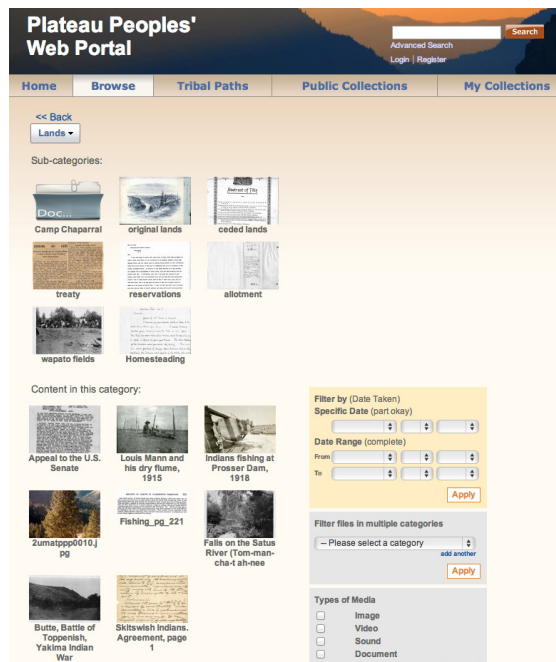 Plateau Peoples'
Web Portal
Search
Advanced Search
Login | Register
Home Browse Tribal Paths Public Collections My Collections
<< Back
Lands
Sub-categories:
Doc...
Camp Chaparral original lands ceded lands
treaty reservations allotment
wapato fields Homesteading
Content in this category:
Appeal to the U.S.
Senate
Louis Mann and
his dry flume,
1915
Indians fishing at
Prosser Dam,
1918
2umatppp0010.j
pg
Fishing_pg_221
Falls on the Satus
River (Tom-man-
cha-t ah-nee
Butte, Battle of
Toppenish,
Yakima Indian
War
Skitswish Indians.
Agreement, page
1
Filter by (Date Taken)
Specific Date (part okay)
Date Range (complete)
From
To
Apply
Filter files in multiple categories
-- Please select a category
add another
Apply
Types of Media
Image
Video
Sound
Document